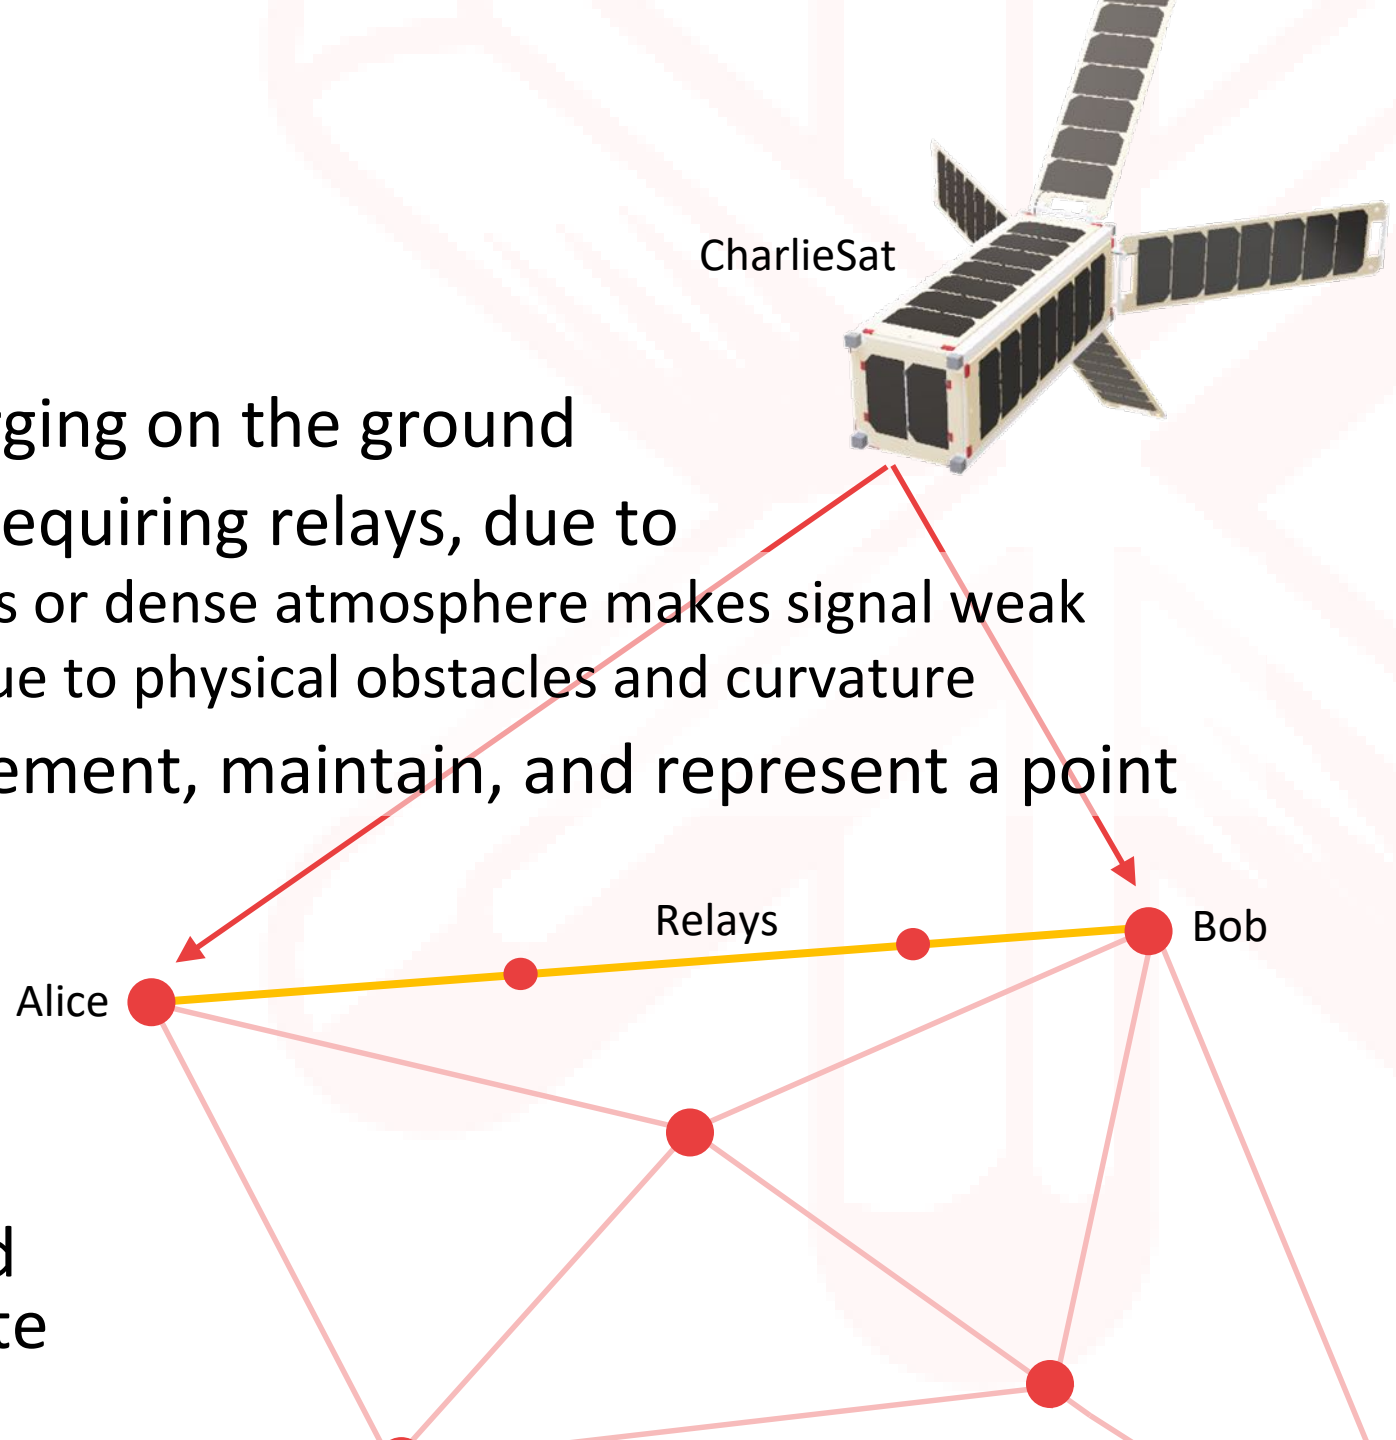 CharlieSat
ging on the ground
equiring relays, due to
s or dense atmosphere makes signal weak
ue to physical obstacles and curvature
ement, maintain, and represent a point
Relays
Bob
Alice
d
te